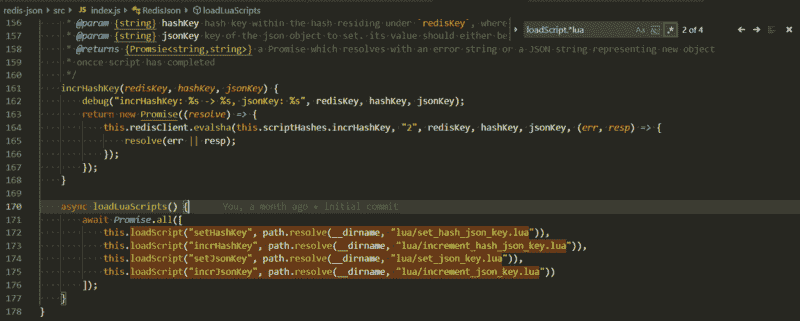 redis-json > src > JS index.js > RedisJson > loadLuaScripts
156 * @param {string} hashKey hash key within the hash residing under `redisKey`, where
157 * @param {string} jsonKey key of the json object to set. its value should either be
158 * @returns {Promsie<string,string>} a Promise which resolves with an error string or a JSON string representing new object
159 * oncce script has completed
160 */
161 incrHashKey(redisKey, hashKey, jsonKey) {
162 debug("incrHashKey: %s -> %s, jsonKey: %s", redisKey, hashKey, jsonKey);
163 return new Promise((resolve) => {
164 this.redisClient.evalsha(this.scriptHashes.incrHashKey, "2", redisKey, hashKey, jsonKey, (err, resp) => {
165 resolve(err || resp);
166 });
167 });
168 }
169
170 async loadLuaScripts() { You, a month ago • initial commit
171 await Promise.all([
172 this.loadScript("setHashKey", path.resolve(__dirname, "lua/set_hash_json_key.lua")),
173 this.loadScript("incrHashKey", path.resolve(__dirname, "lua/increment_hash_json_key.lua")),
174 this.loadScript("setJsonKey", path.resolve(__dirname, "lua/set_json_key.lua")),
175 this.loadScript("incrJsonKey", path.resolve(__dirname, "lua/increment_json_key.lua"))
176 ]);
177 }
178 }
loadScript.*lua Aa Abl .* 2 of 4